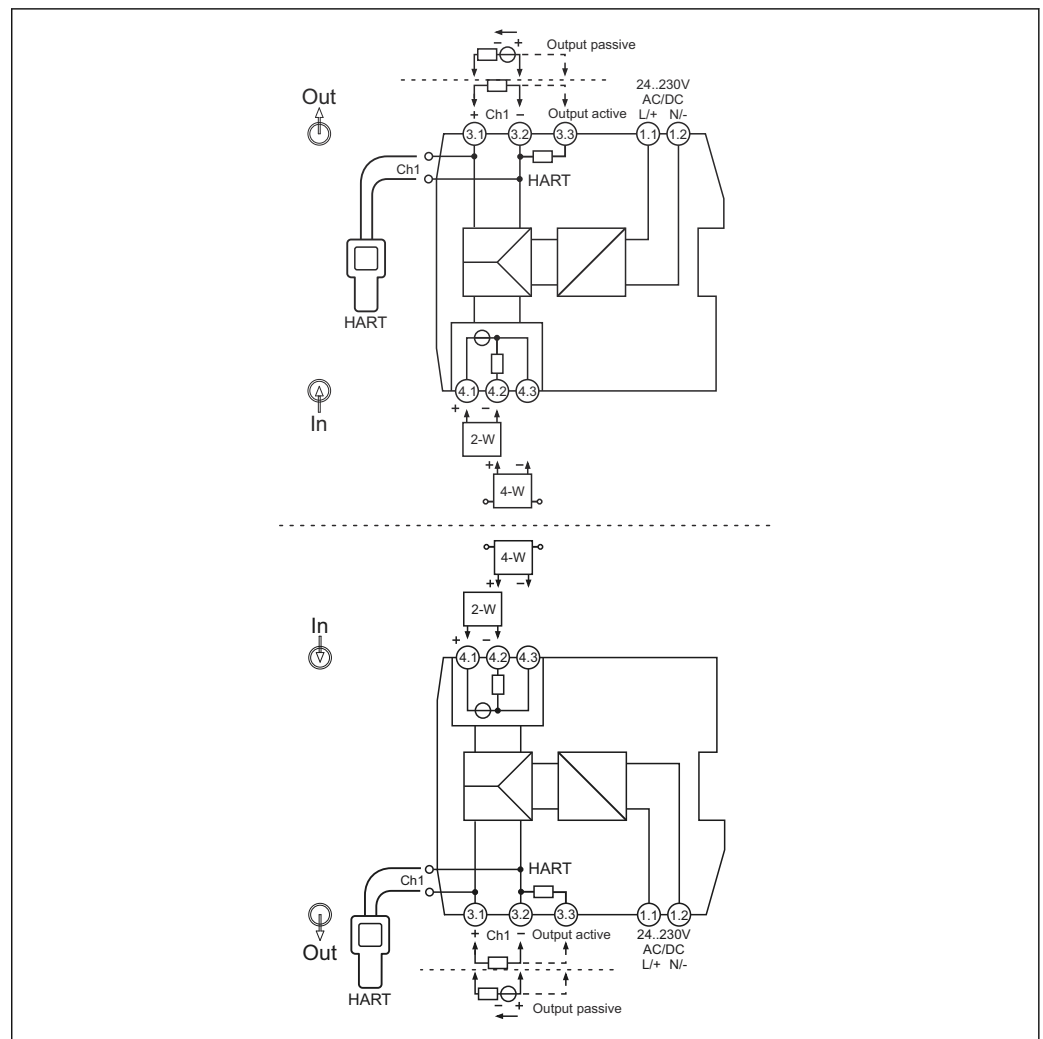 − + Output passive
24..230V
AC/DC
Out
+ Ch1 − Output active L/+ N/-
3.1 3.2 3.3 1.1 1.2
Ch1
HART
HART
4.1 4.2 4.3
In
+ −
2-W
+ −
4-W
4-W
+ −
2-W
In
+ −
4.1 4.2 4.3
HART
Ch1
3.1 3.2 3.3 1.1 1.2
+ Ch1 − Output active 24..230V
Out
AC/DC
L/+ N/-
HART
− + Output passive